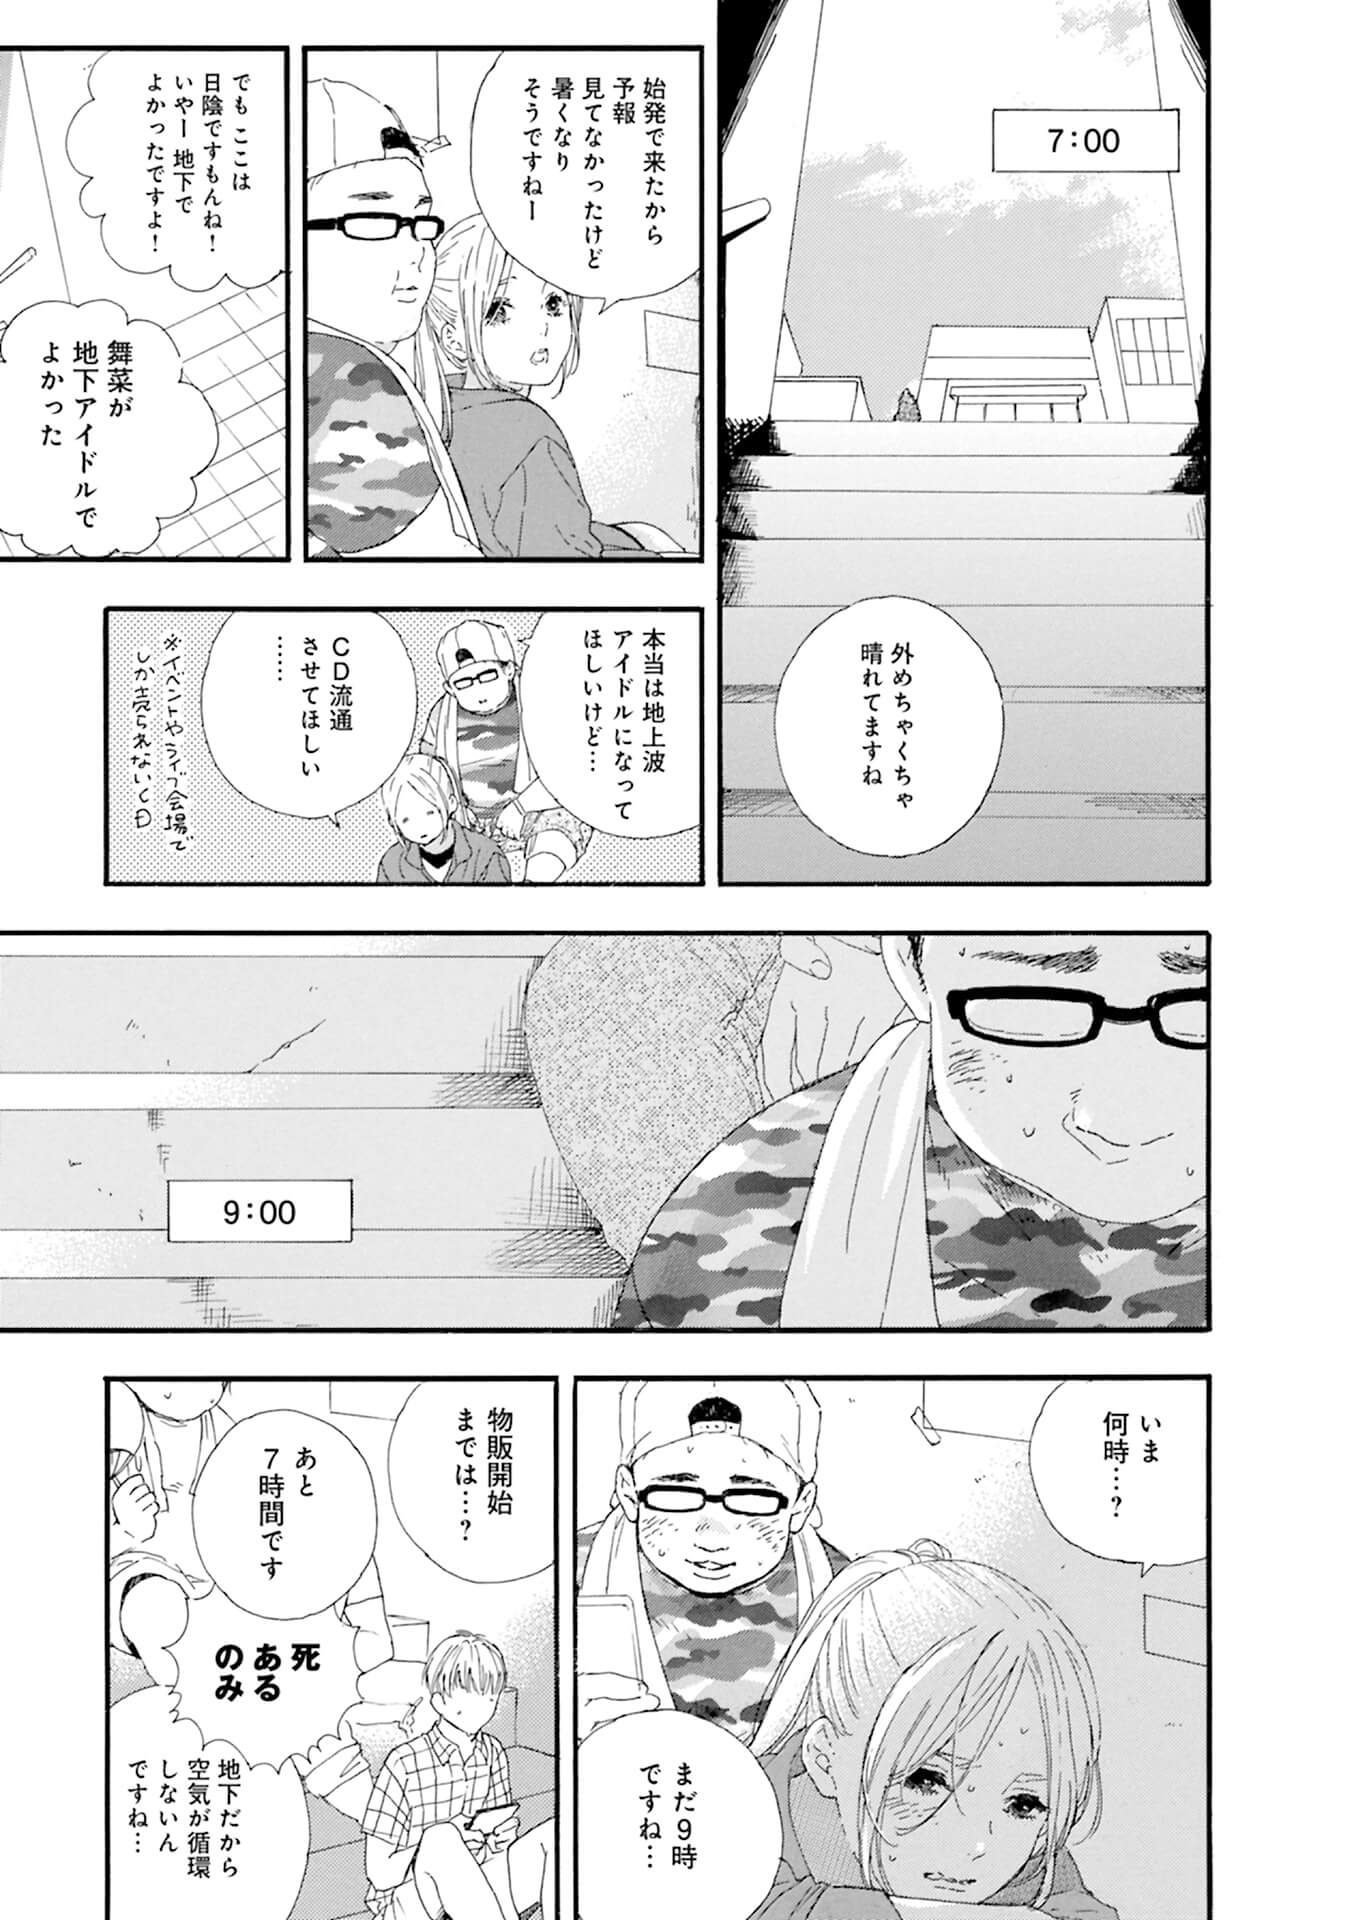 7:00
外めちゃくちゃ
晴れてますね
始発で来たから
予報
見てなかったけど
暑くなり
そうですねー
でも ここは
日陰ですもんね！
いやー 地下で
よかったですよ！
舞菜が
地下アイドルで
よかった
本当は地上波
アイドルになって
ほしいけど…
CD流通
させてほしい
……
※イベントやライブ会場で
しか売られないCD
9:00
いま
何時…？
まだ9時
ですね…
物販開始
までは…？
あと
7時間です
死
ある
のみ
地下だから
空気が循環
しないん
ですね…